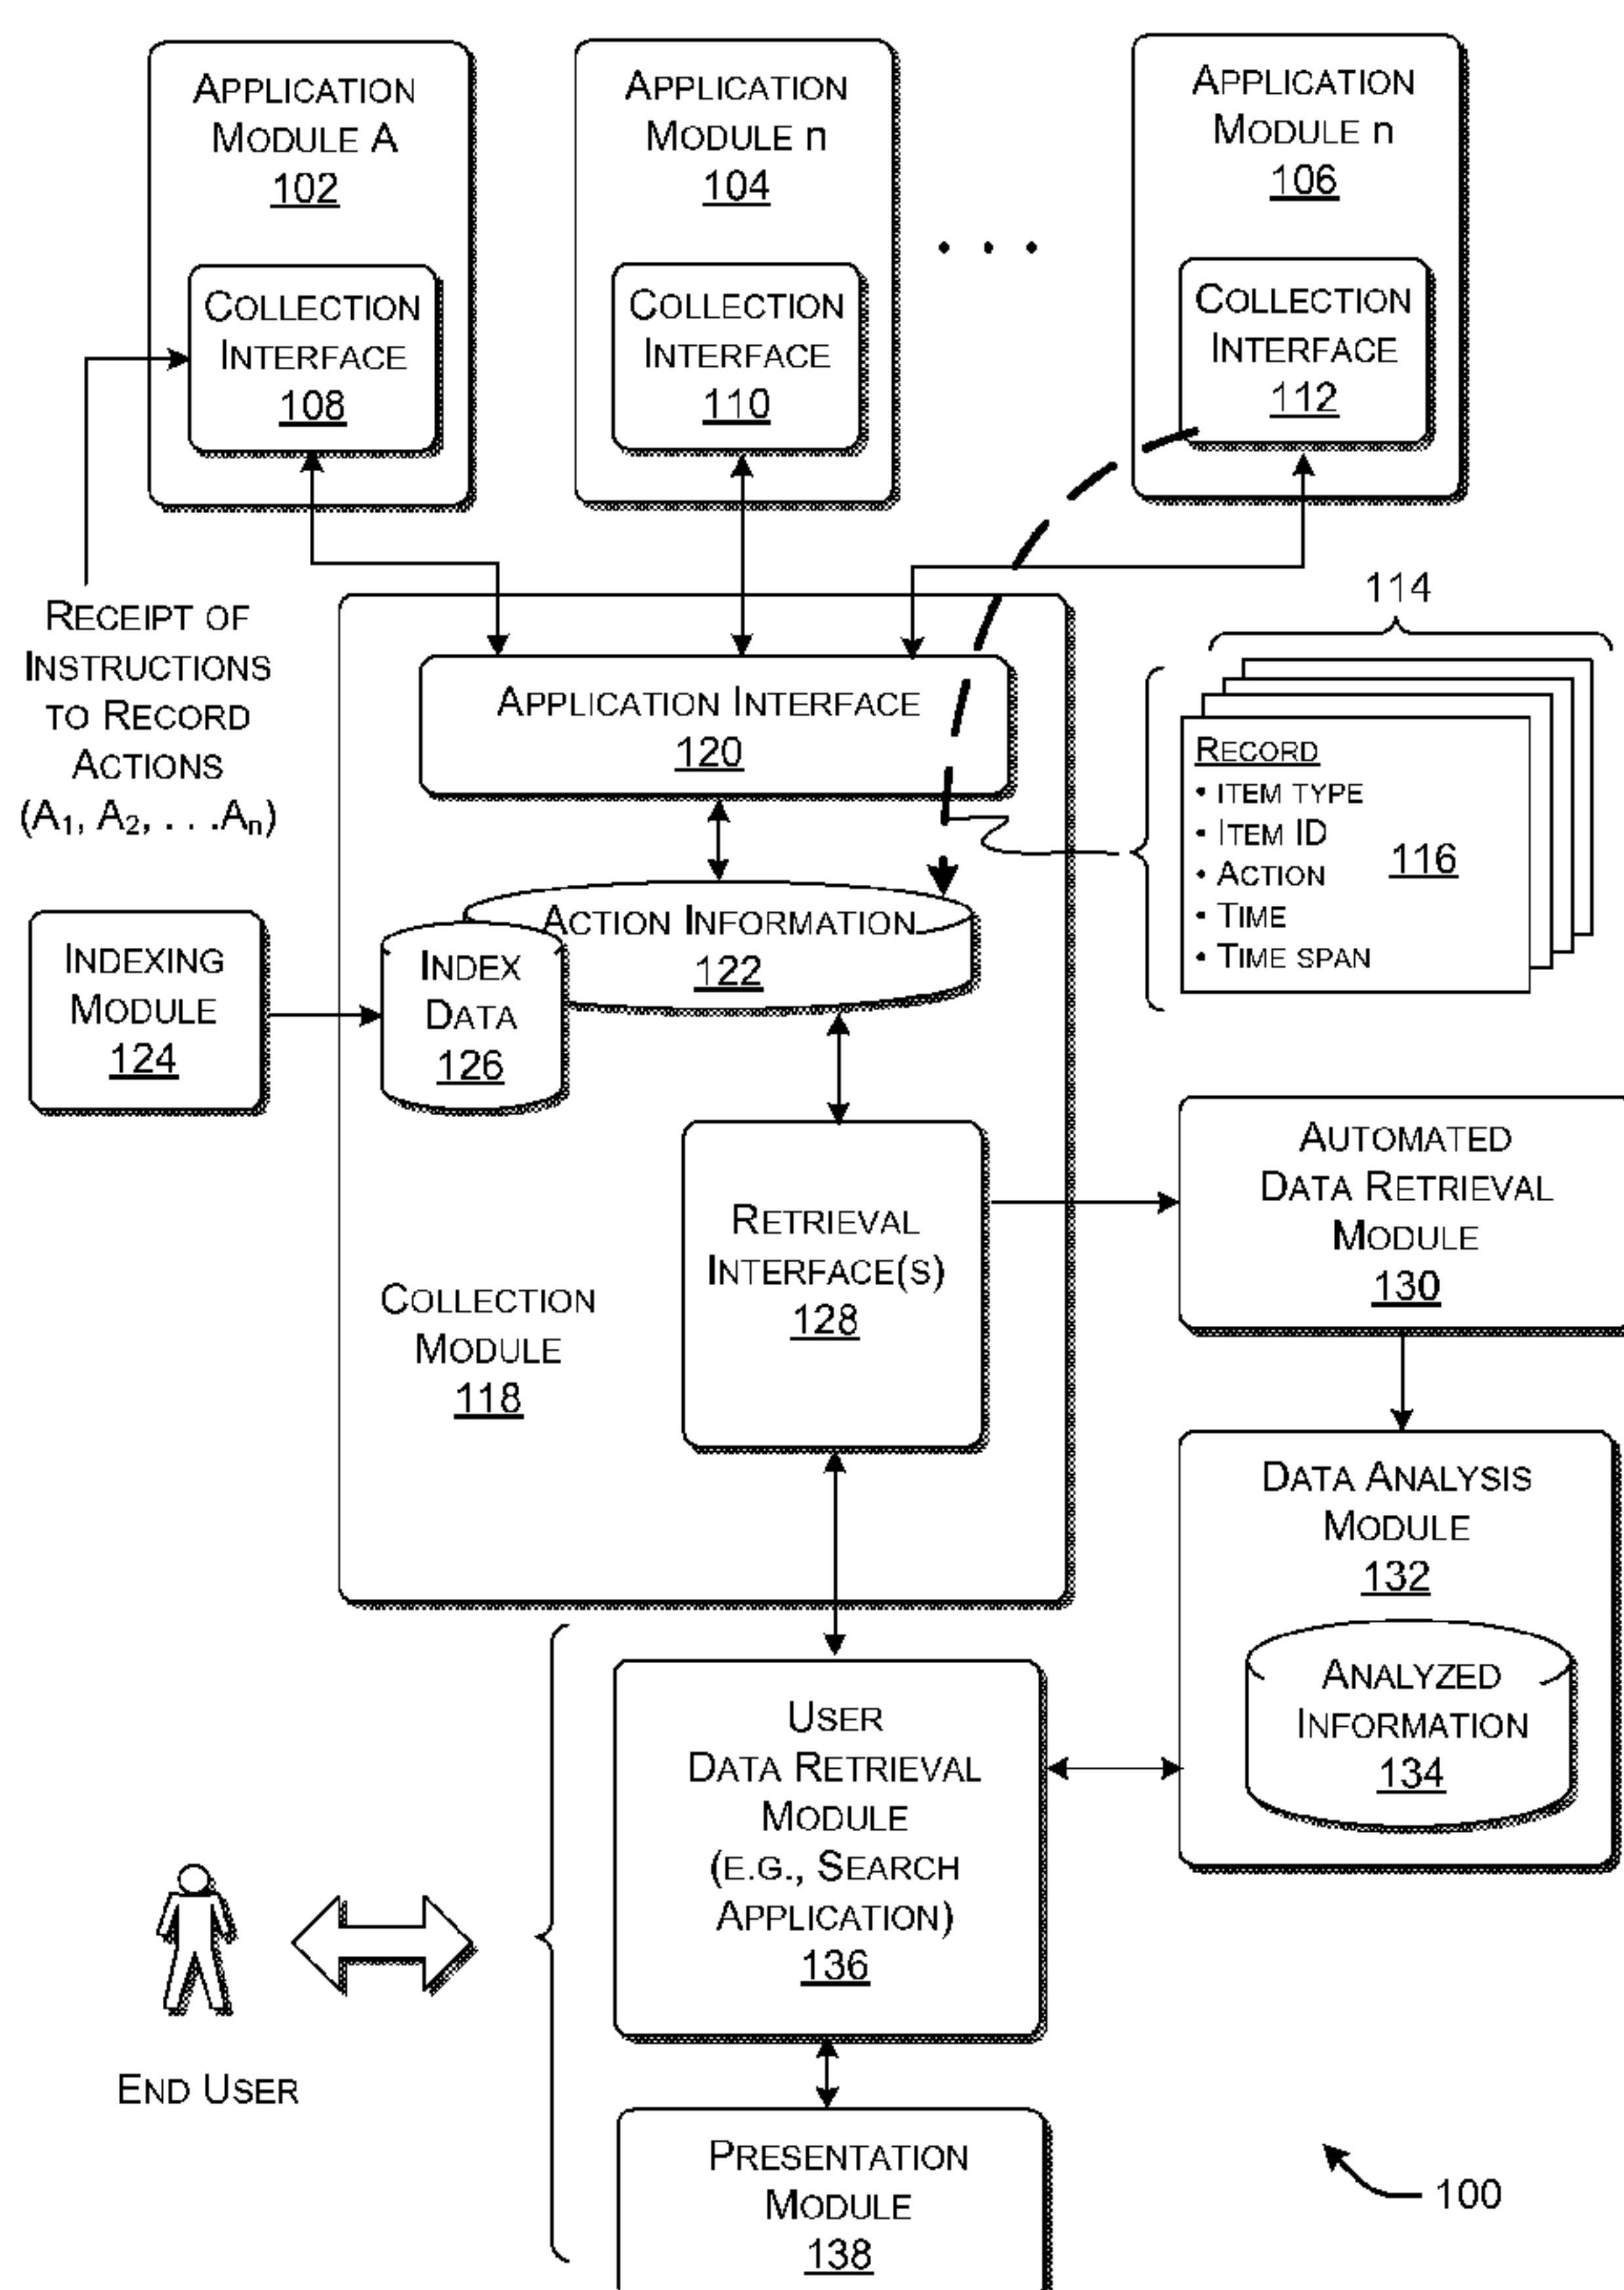 Application
Module A
102
Collection
Interface
108
Application
Module n
104
Collection
Interface
110
. . .
Application
Module n
106
Collection
Interface
112
Receipt of
Instructions
to Record
Actions
(A1, A2, . . .An)
114
Record
• item type
• Item ID
• Action
• Time
• Time span
116
Application Interface
120
Action Information
122
Indexing
Module
124
Index
Data
126
Retrieval
Interface(s)
128
Collection
Module
118
Automated
Data Retrieval
Module
130
Data Analysis
Module
132
Analyzed
Information
134
User
Data Retrieval
Module
(e.g., Search
Application)
136
End User
Presentation
Module
138
100